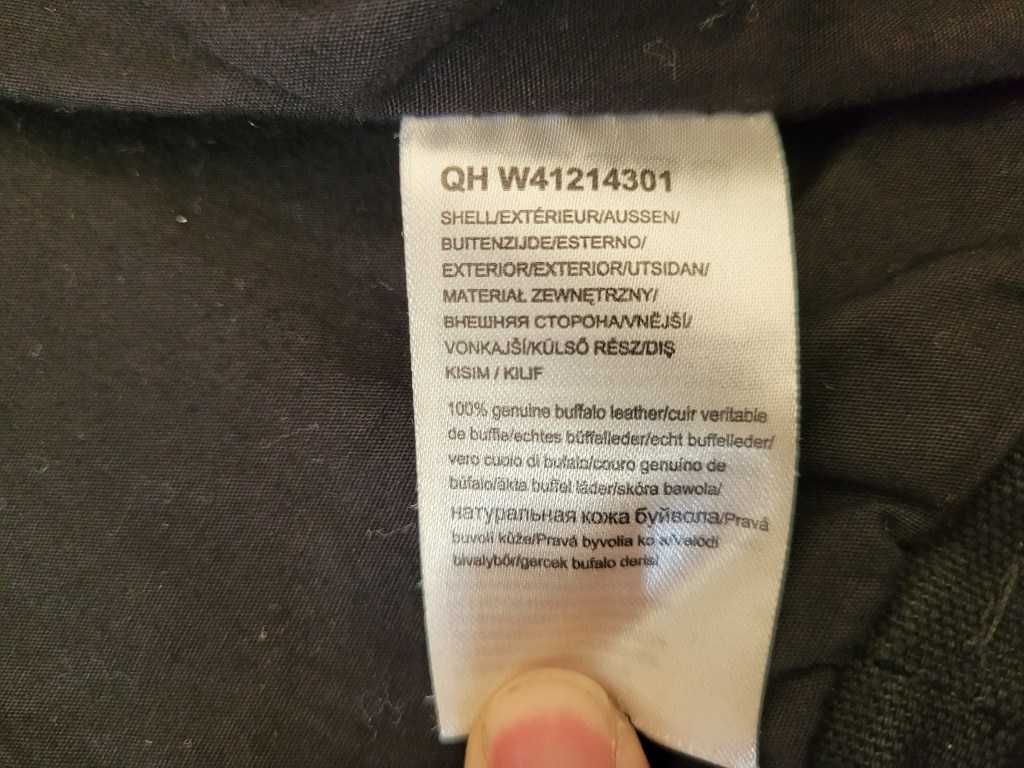 QH W41214301
SHELL/EXTÉRIEUR/AUSSEN/
BUITENZIJDE/ESTERNO/
EXTERIOR/EXTERIOR/UTSIDAN/
MATERIAŁ ZEWNĘTRZNY/
ВНЕШНЯЯ СТОРОНА/VNĚJŠÍ/
VONKAJŠÍ/KÜLSŐ RÉSZ/DIŞ
KISIM / KILIF
100% genuine buffalo leather/cuir veritable
de buffle/echtes büffelleder/echt buffelleder/
vero cuoio di bufalo/couro genuíno de
búfalo/äkta buffel läder/skóra bawola/
натуральная кожа буйвола/Pravá
buvolí kůže/Pravá byvolia ko a/valódi
bivalybőr/gercek bufalo derisi